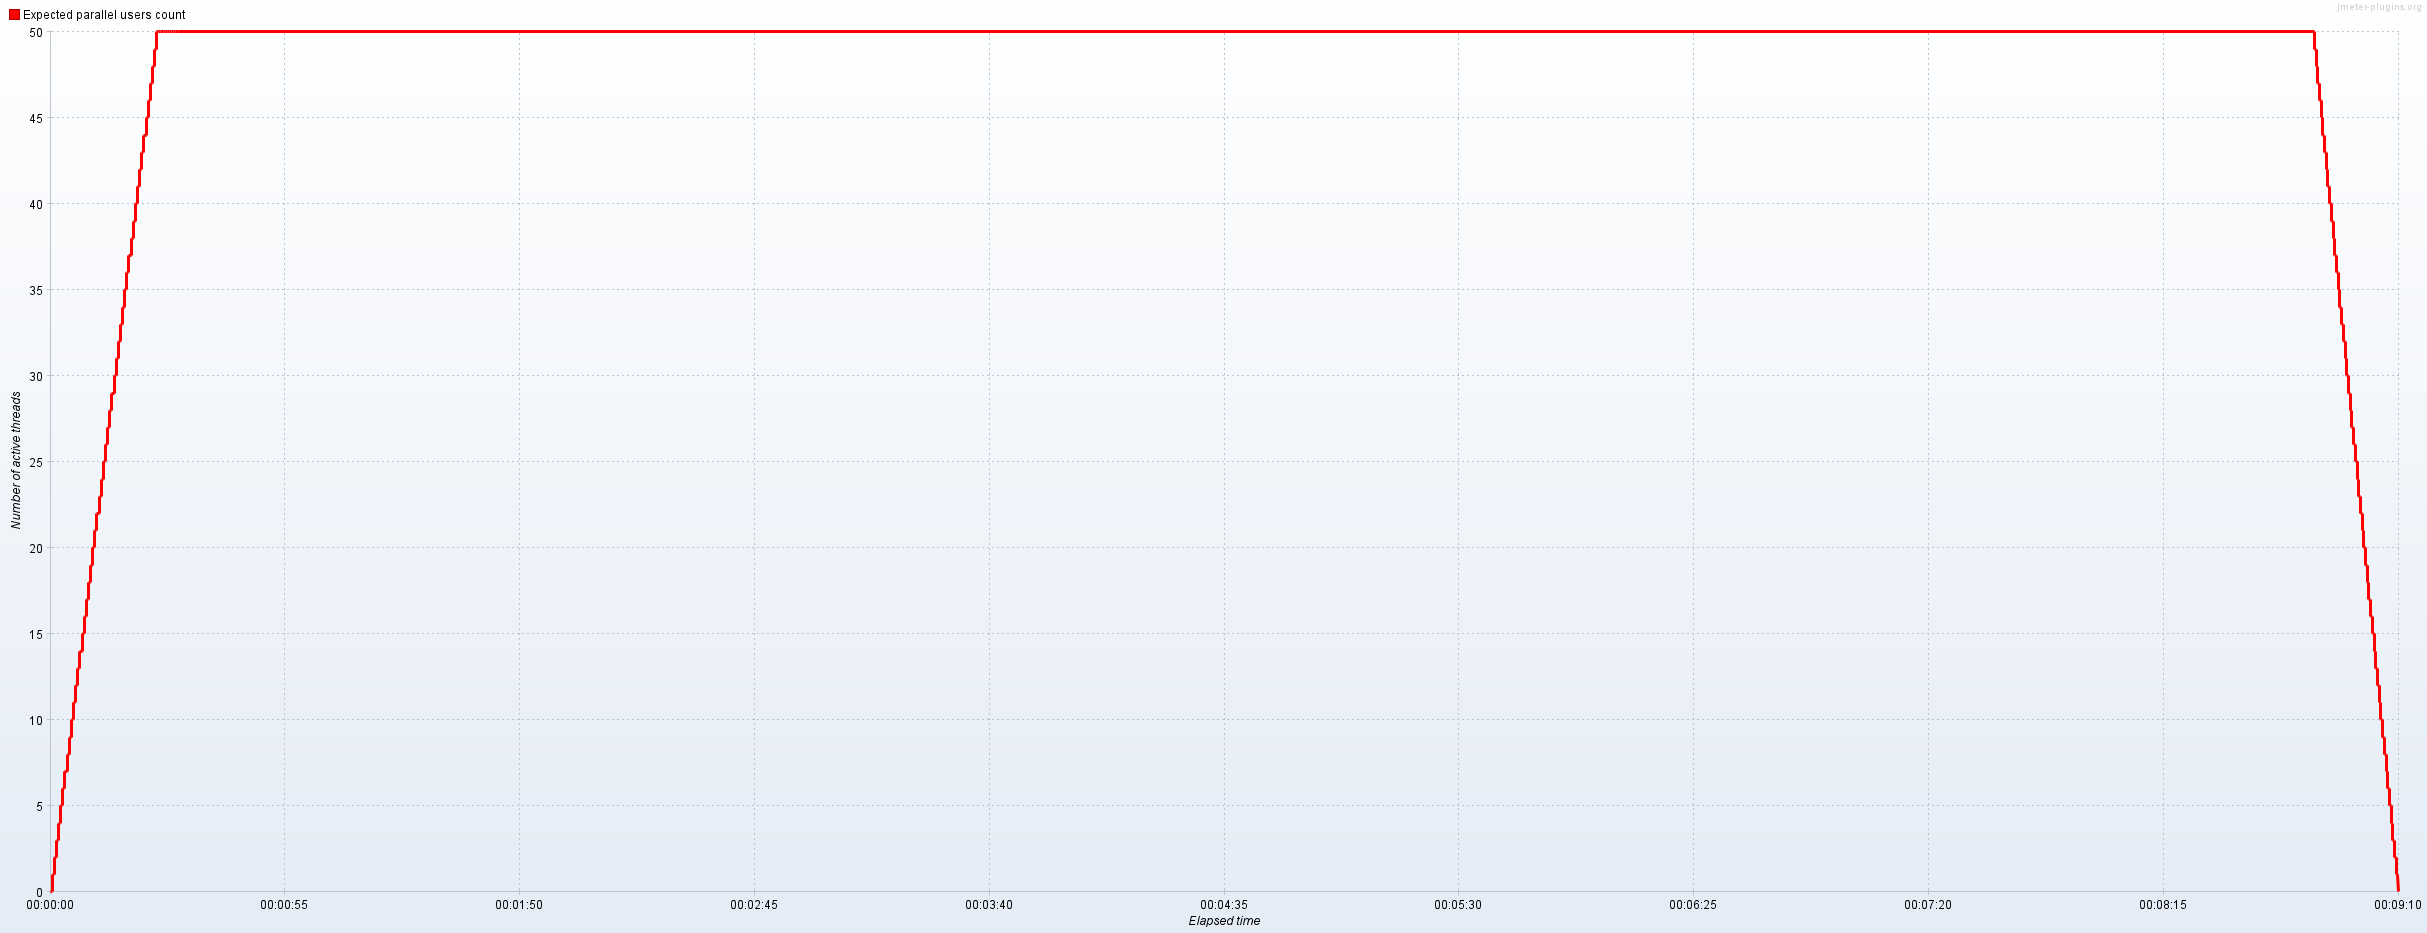 Expected parallel users count
jmeter-plugins.org
50
45
40
35
30
25
20
15
10
5
0
Number of active threads
00:00:00 00:00:55 00:01:50 00:02:45 00:03:40 00:04:35 00:05:30 00:06:25 00:07:20 00:08:15 00:09:10
Elapsed time